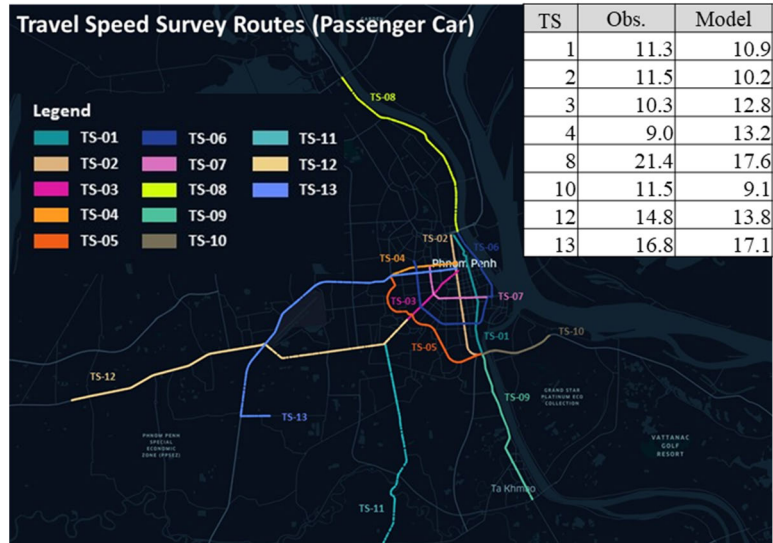 Travel Speed Survey Routes (Passenger Car)
TS Obs. Model
1 11.3 10.9
2 11.5 10.2
3 10.3 12.8
4 9.0 13.2
8 21.4 17.6
10 11.5 9.1
12 14.8 13.8
13 16.8 17.1
Legend
TS-01 TS-06 TS-11
TS-02 TS-07 TS-12
TS-03 TS-08 TS-13
TS-04 TS-09
TS-05 TS-10
TS-08
TS-02
TS-06
TS-04
Phnom Penh
TS-03
TS-07
TS-01
TS-10
TS-05
TS-12
TS-09
GRAND STAR
PLATINUM ECO
COLLECTION
TS-13
PHNOM PENH
SPECIAL
ECONOMIC
ZONE (PPSEZ)
VATTANAC
GOLF
RESORT
Ta Khmao
TS-11